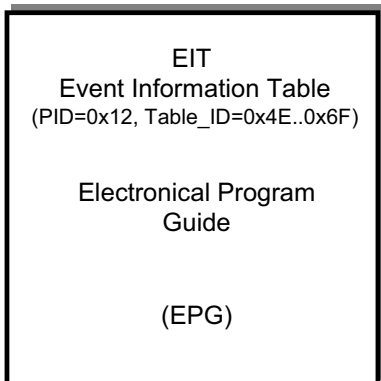 EIT
Event Information Table
(PID=0x12, Table_ID=0x4E..0x6F)
Electronical Program
Guide
(EPG)